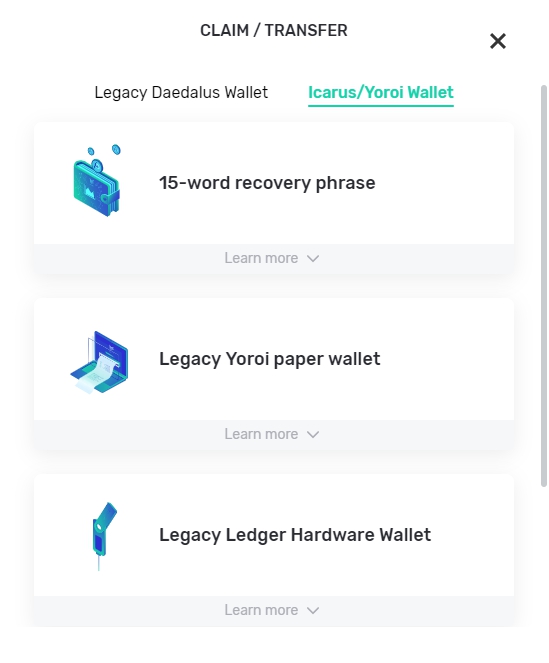 CLAIM / TRANSFER
Legacy Daedalus Wallet
Icarus/Yoroi Wallet
15-word recovery phrase
Learn more
Legacy Yoroi paper wallet
Learn more
Legacy Ledger Hardware Wallet
Learn more